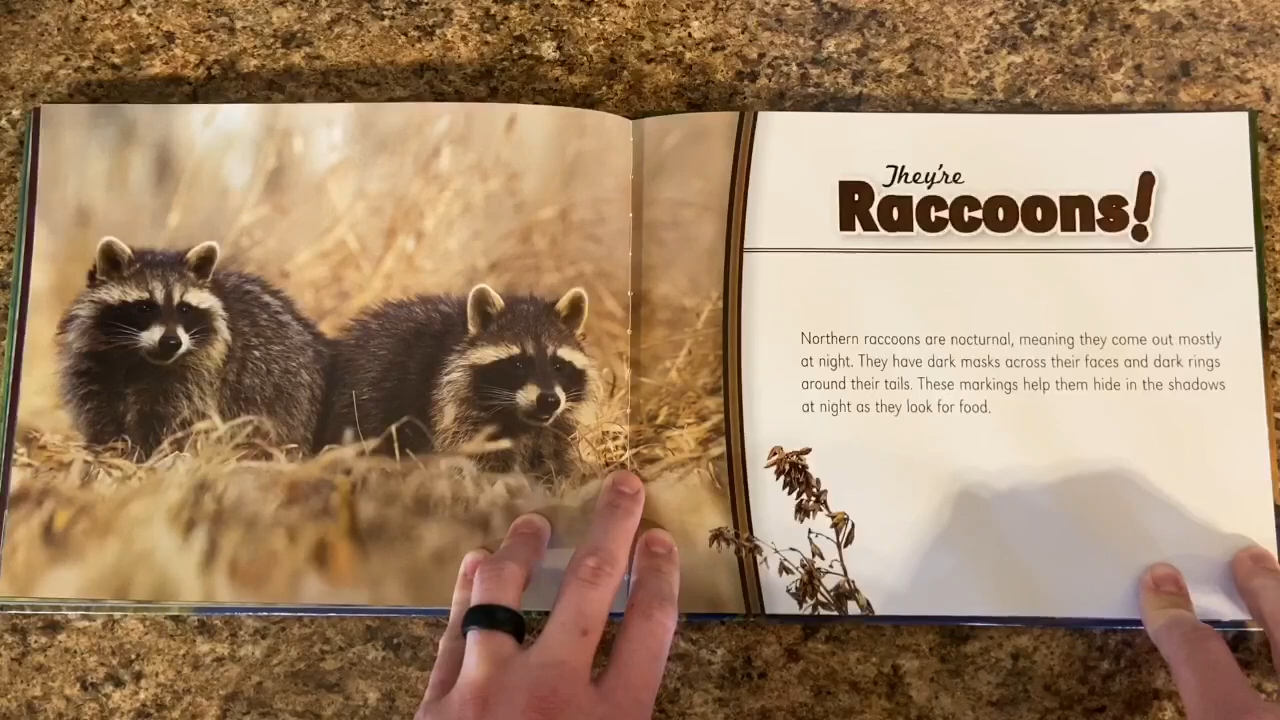 They're
Raccoons!
Northern raccoons are nocturnal, meaning they come out mostly
at night. They have dark masks across their faces and dark rings
around their tails. These markings help them hide in the shadows
at night as they look for food.